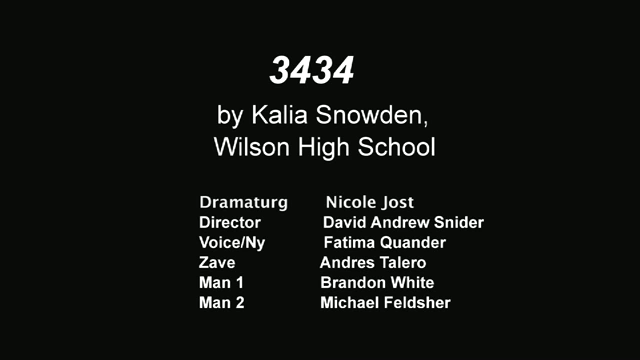 3434
by Kalia Snowden,
Wilson High School
Dramaturg Nicole Jost
Director David Andrew Snider
Voice/Ny Fatima Quander
Zave Andres Talero
Man 1 Brandon White
Man 2 Michael Feldsher